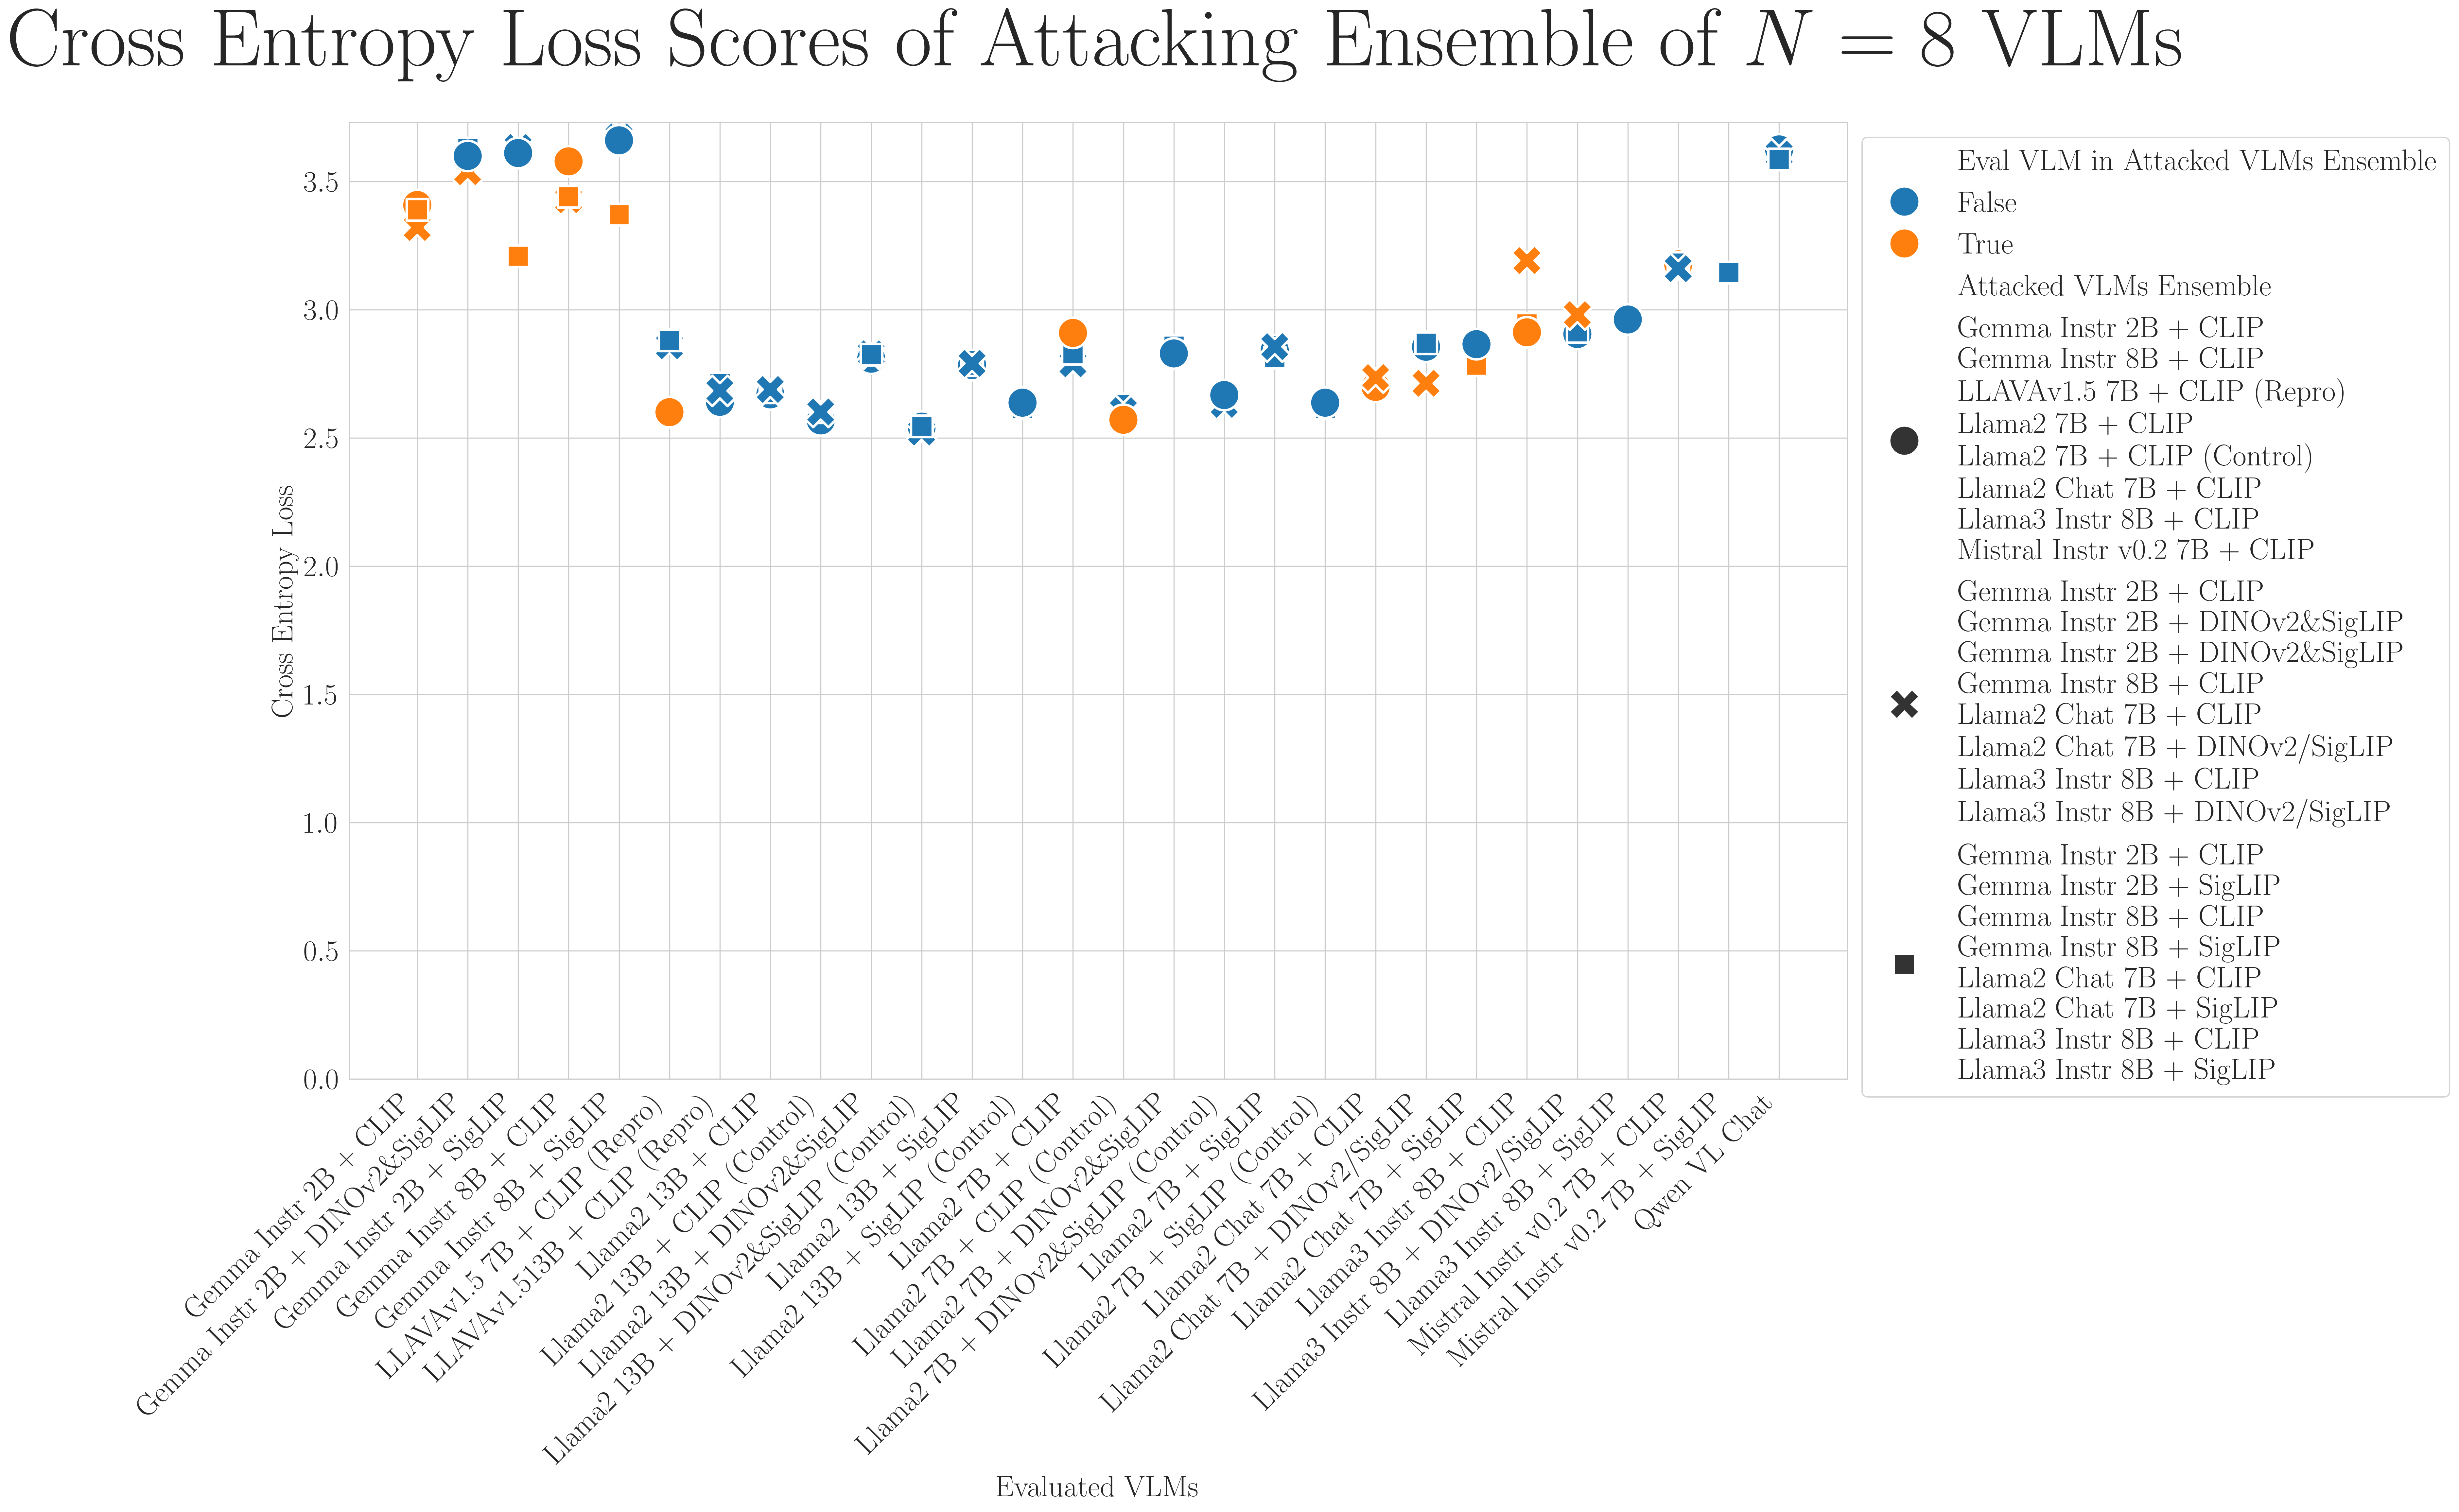 Cross Entropy Loss Scores of Attacking Ensemble of N = 8 VLMs
Cross Entropy Loss
3.5
3.0
2.5
2.0
1.5
1.0
0.5
0.0
Gemma Instr 2B + CLIP
Gemma Instr 2B + DINOv2&SigLIP
Gemma Instr 2B + SigLIP
Gemma Instr 8B + CLIP
Gemma Instr 8B + SigLIP
LLAVAv1.5 7B + CLIP (Repro)
LLAVAv1.513B + CLIP (Repro)
Llama2 13B + CLIP
Llama2 13B + CLIP (Control)
Llama2 13B + DINOv2&SigLIP
Llama2 13B + DINOv2&SigLIP (Control)
Llama2 13B + SigLIP
Llama2 13B + SigLIP (Control)
Llama2 7B + CLIP
Llama2 7B + CLIP (Control)
Llama2 7B + DINOv2&SigLIP
Llama2 7B + DINOv2&SigLIP (Control)
Llama2 7B + SigLIP
Llama2 7B + SigLIP (Control)
Llama2 Chat 7B + CLIP
Llama2 Chat 7B + DINOv2/SigLIP
Llama2 Chat 7B + SigLIP
Llama3 Instr 8B + CLIP
Llama3 Instr 8B + DINOv2/SigLIP
Llama3 Instr 8B + SigLIP
Mistral Instr v0.2 7B + CLIP
Mistral Instr v0.2 7B + SigLIP
Qwen VL Chat
Evaluated VLMs
Eval VLM in Attacked VLMs Ensemble
False
True
Attacked VLMs Ensemble
Gemma Instr 2B + CLIP
Gemma Instr 8B + CLIP
LLAVAv1.5 7B + CLIP (Repro)
Llama2 7B + CLIP
Llama2 7B + CLIP (Control)
Llama2 Chat 7B + CLIP
Llama3 Instr 8B + CLIP
Mistral Instr v0.2 7B + CLIP
Gemma Instr 2B + CLIP
Gemma Instr 2B + DINOv2&SigLIP
Gemma Instr 2B + DINOv2&SigLIP
Gemma Instr 8B + CLIP
Llama2 Chat 7B + CLIP
Llama2 Chat 7B + DINOv2/SigLIP
Llama3 Instr 8B + CLIP
Llama3 Instr 8B + DINOv2/SigLIP
Gemma Instr 2B + CLIP
Gemma Instr 2B + SigLIP
Gemma Instr 8B + CLIP
Gemma Instr 8B + SigLIP
Llama2 Chat 7B + CLIP
Llama2 Chat 7B + SigLIP
Llama3 Instr 8B + CLIP
Llama3 Instr 8B + SigLIP